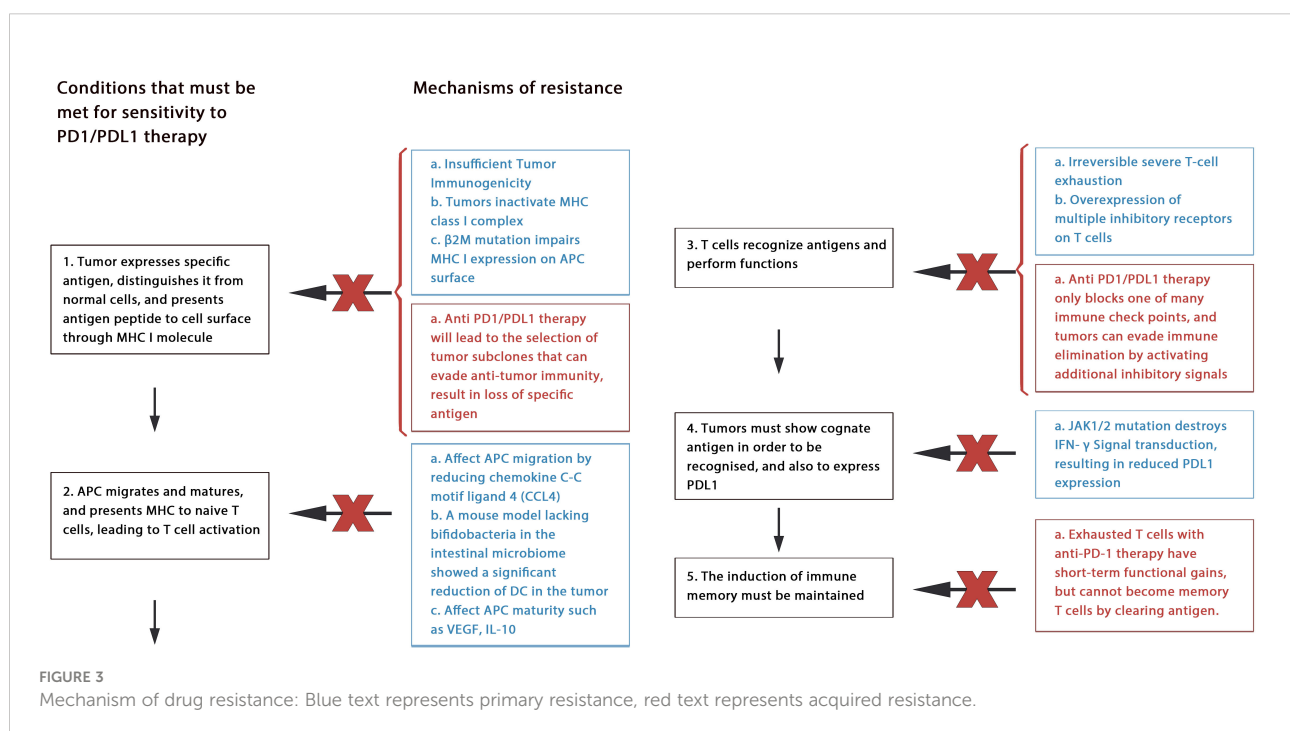 Conditions that must be
met for sensitivity to
PD1/PDL1 therapy
Mechanisms of resistance
1. Tumor expresses specific
antigen, distinguishes it from
normal cells, and presents
antigen peptide to cell surface
through MHC I molecule
a. Insufficient Tumor
Immunogenicity
b. Tumors inactivate MHC
class I complex
c. β2M mutation impairs
MHC I expression on APC
surface
a. Anti PD1/PDL1 therapy
will lead to the selection of
tumor subclones that can
evade anti-tumor immunity,
result in loss of specific
antigen
2. APC migrates and matures,
and presents MHC to naive T
cells, leading to T cell activation
a. Affect APC migration by
reducing chemokine C-C
motif ligand 4 (CCL4)
b. A mouse model lacking
bifidobacteria in the
intestinal microbiome
showed a significant
reduction of DC in the tumor
c. Affect APC maturity such
as VEGF, IL-10
3. T cells recognize antigens and
perform functions
a. Irreversible severe T-cell
exhaustion
b. Overexpression of
multiple inhibitory receptors
on T cells
a. Anti PD1/PDL1 therapy
only blocks one of many
immune check points, and
tumors can evade immune
elimination by activating
additional inhibitory signals
4. Tumors must show cognate
antigen in order to be
recognised, and also to express
PDL1
a. JAK1/2 mutation destroys
IFN- γ Signal transduction,
resulting in reduced PDL1
expression
5. The induction of immune
memory must be maintained
a. Exhausted T cells with
anti-PD-1 therapy have
short-term functional gains,
but cannot become memory
T cells by clearing antigen.
FIGURE 3
Mechanism of drug resistance: Blue text represents primary resistance, red text represents acquired resistance.